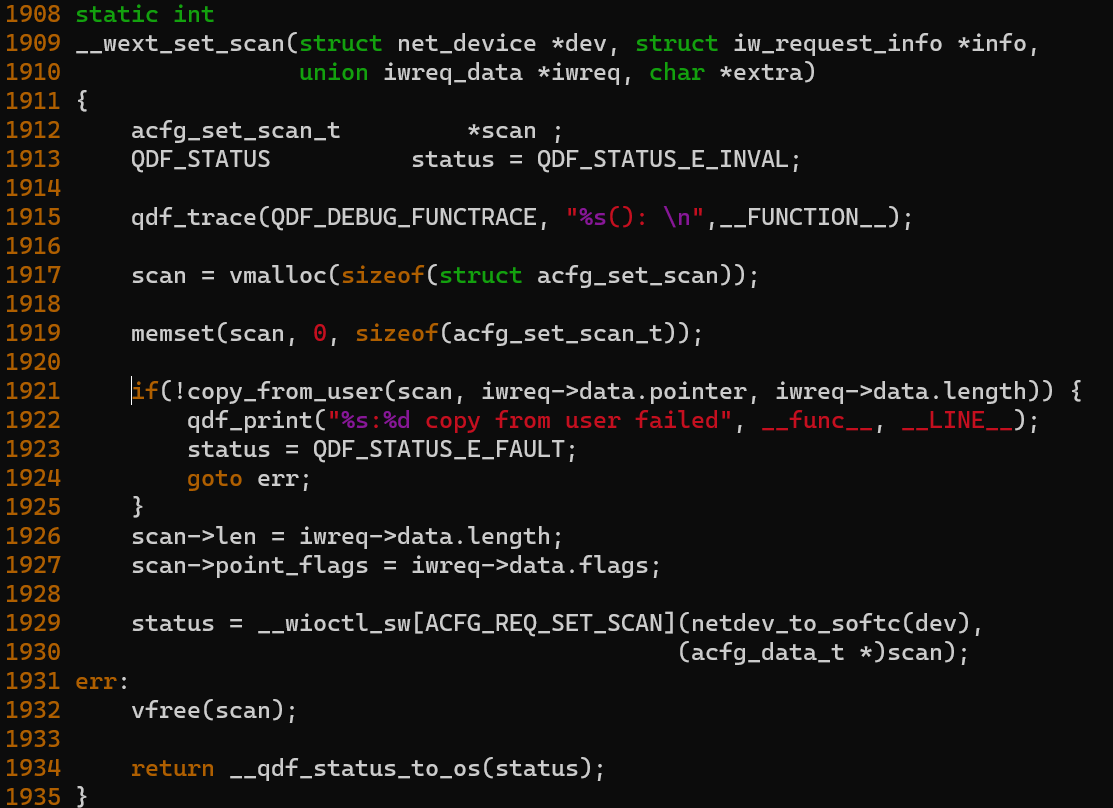 1908 static int
1909 __wext_set_scan(struct net_device *dev, struct iw_request_info *info,
1910                 union iwreq_data *iwreq, char *extra)
1911 {
1912     acfg_set_scan_t         *scan ;
1913     QDF_STATUS          status = QDF_STATUS_E_INVAL;
1914
1915     qdf_trace(QDF_DEBUG_FUNCTRACE, "%s(): \n",__FUNCTION__);
1916
1917     scan = vmalloc(sizeof(struct acfg_set_scan));
1918
1919     memset(scan, 0, sizeof(acfg_set_scan_t));
1920
1921     if(!copy_from_user(scan, iwreq->data.pointer, iwreq->data.length)) {
1922         qdf_print("%s:%d copy from user failed", __func__, __LINE__);
1923         status = QDF_STATUS_E_FAULT;
1924         goto err;
1925     }
1926     scan->len = iwreq->data.length;
1927     scan->point_flags = iwreq->data.flags;
1928
1929     status = __wioctl_sw[ACFG_REQ_SET_SCAN](netdev_to_softc(dev),
1930                                            (acfg_data_t *)scan);
1931 err:
1932     vfree(scan);
1933
1934     return __qdf_status_to_os(status);
1935 }